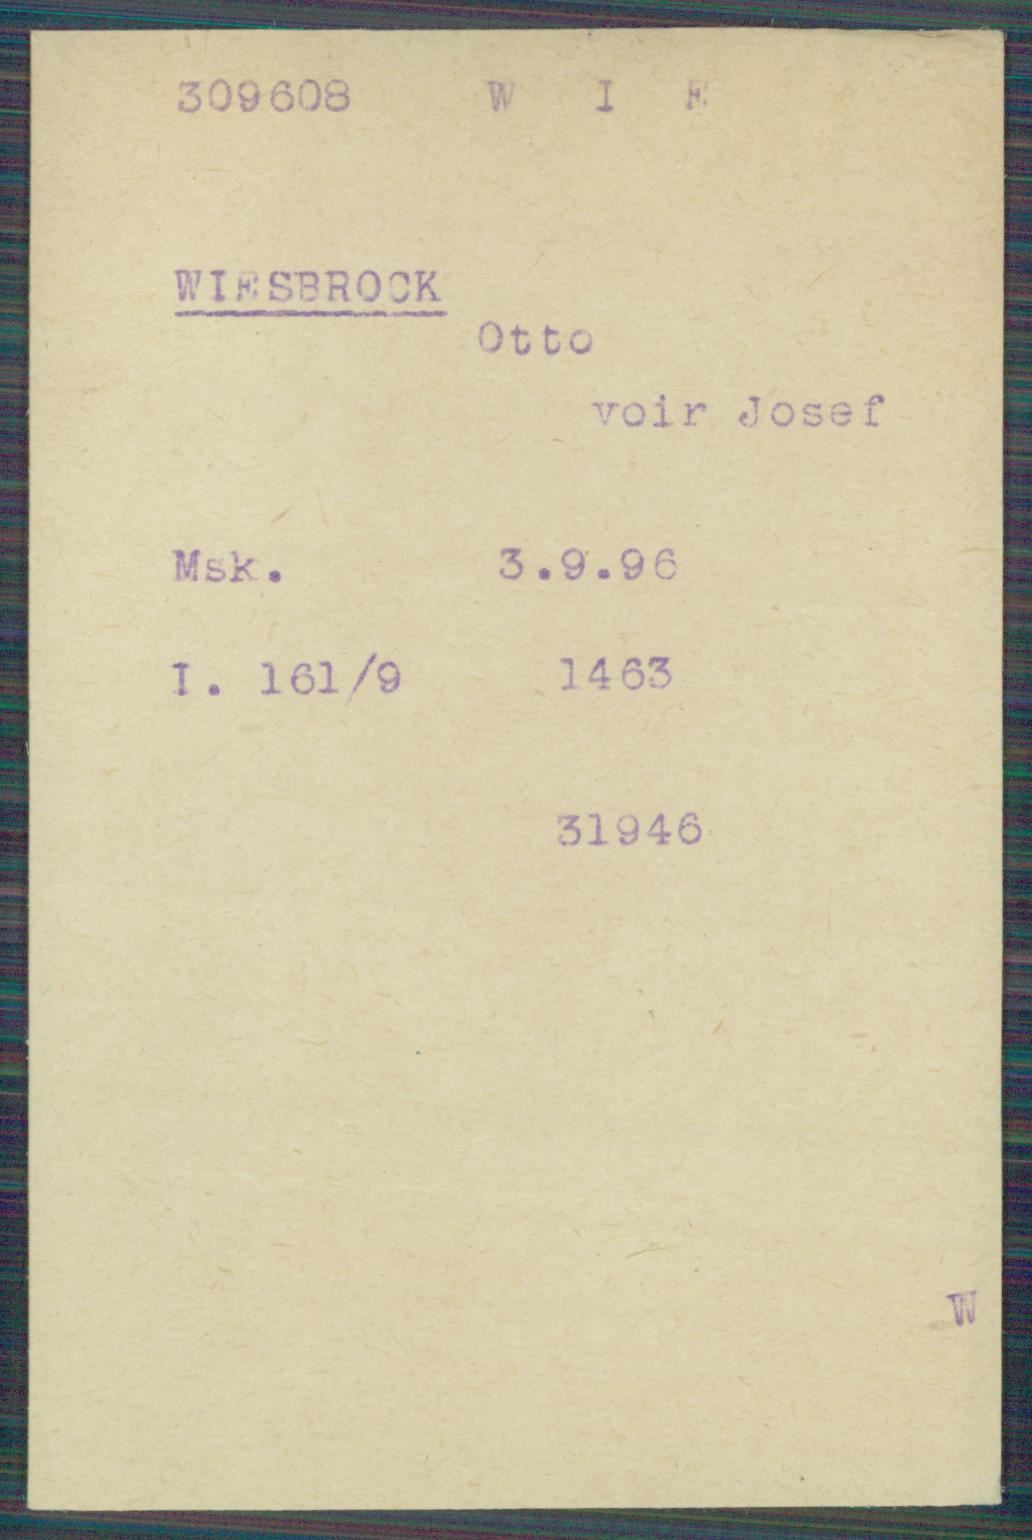 309608 W I E
WIESBROCK
Otto
voir Josef
Msk. 3.9.96
I. 161/9 1463
31946
W